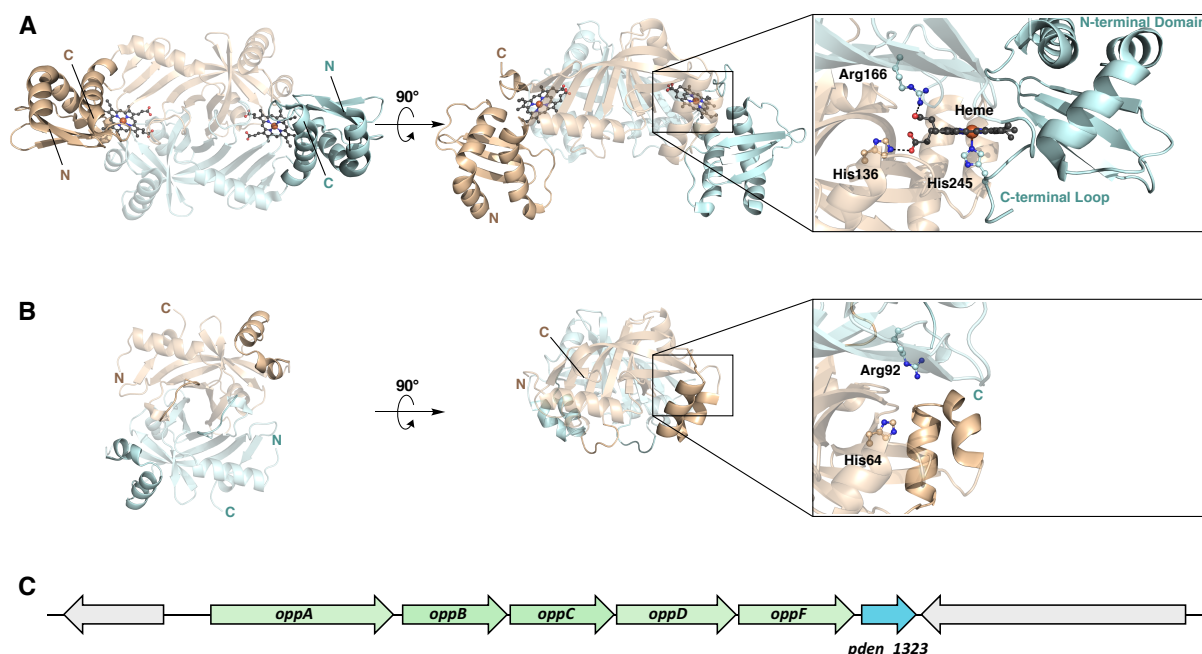 A
C
N
N
C
90°
C
N
N-terminal Domain
Arg166
Heme
His136
His245
C-terminal Loop
B
C
N
N
C
90°
C
N
Arg92
C
His64
C
oppA oppB oppC oppD oppF
pden_1323